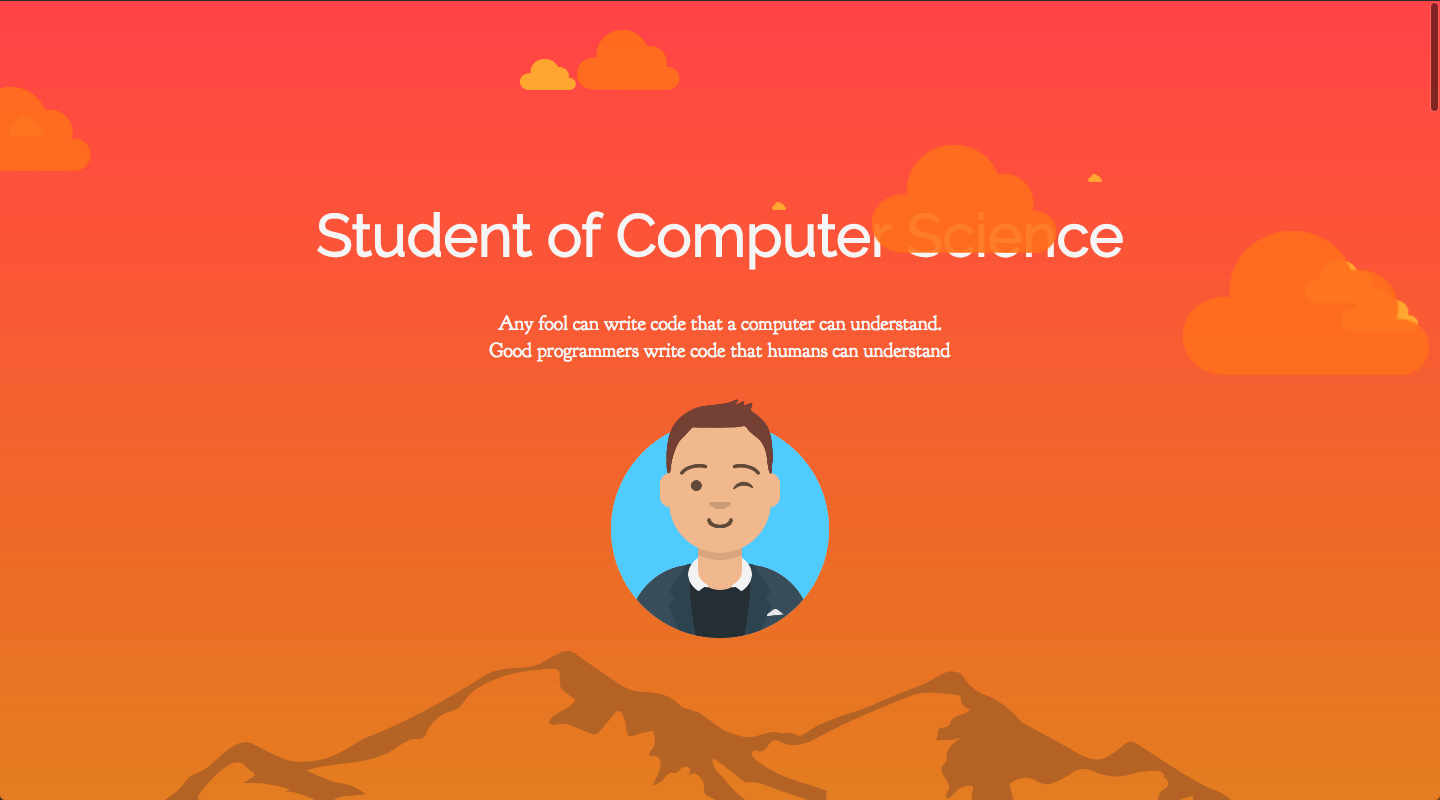 Student of Computer Science
Any fool can write code that a computer can understand.
Good programmers write code that humans can understand